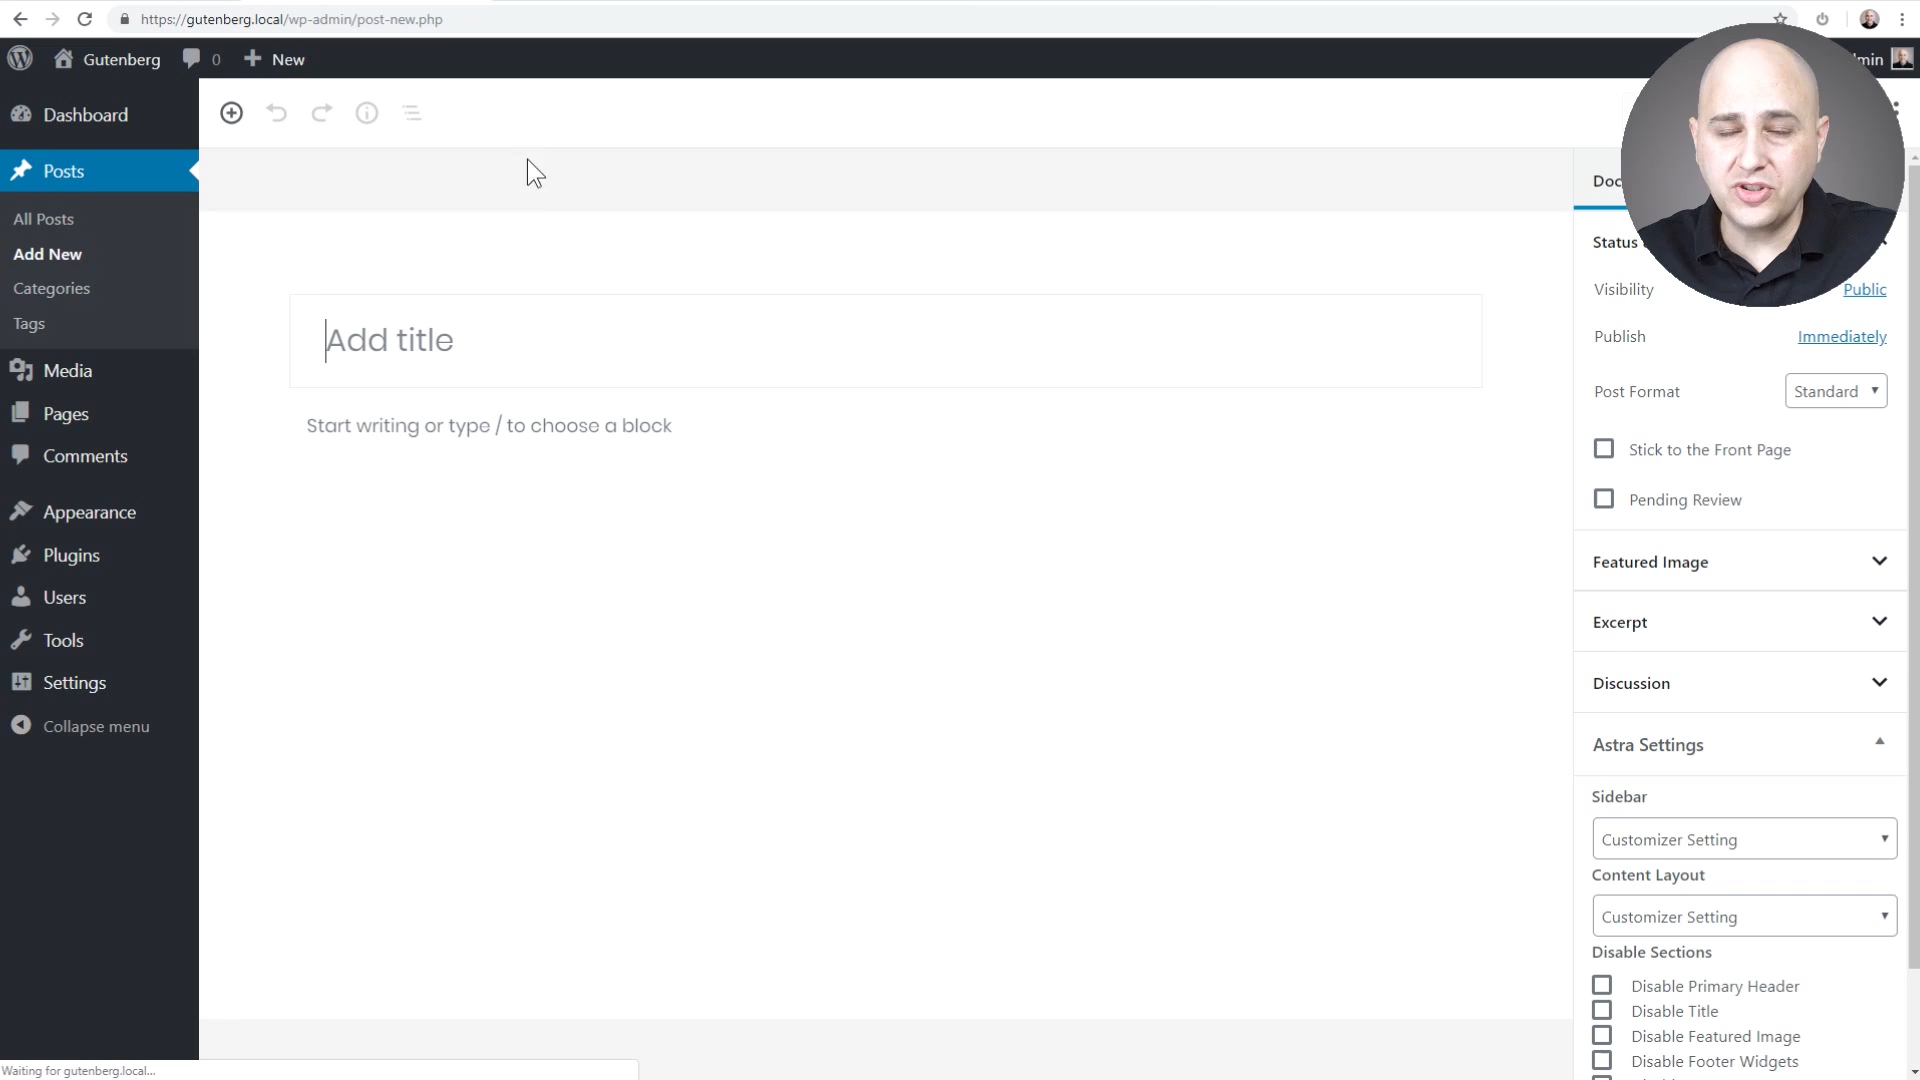 https://gutenberg.local/wp-admin/post-new.php
Gutenberg 0 New
Dashboard
Posts
All Posts
Add New
Categories
Tags
Media
Pages
Comments
Appearance
Plugins
Users
Tools
Settings
Collapse menu
Add title
Start writing or type / to choose a block
Status
Visibility Public
Publish Immediately
Post Format Standard
Stick to the Front Page
Pending Review
Featured Image
Excerpt
Discussion
Astra Settings
Sidebar
Customizer Setting
Content Layout
Customizer Setting
Disable Sections
Disable Primary Header
Disable Title
Disable Featured Image
Disable Footer Widgets
Waiting for gutenberg.local...